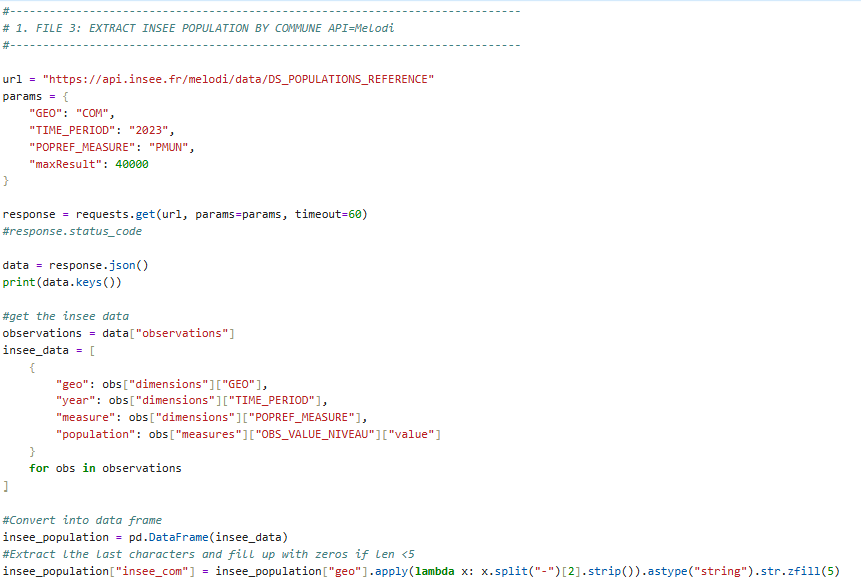 #-----------------------------------------------------------------------------
# 1. FILE 3: EXTRACT INSEE POPULATION BY COMMUNE API=Melodi
#-----------------------------------------------------------------------------
url = "https://api.insee.fr/melodi/data/DS_POPULATIONS_REFERENCE"
params = {
    "GEO": "COM",
    "TIME_PERIOD": "2023",
    "POPREF_MEASURE": "PMUN",
    "maxResult": 40000
}
response = requests.get(url, params=params, timeout=60)
#response.status_code
data = response.json()
print(data.keys())
#get the insee data
observations = data["observations"]
insee_data = [
    {
        "geo": obs["dimensions"]["GEO"],
        "year": obs["dimensions"]["TIME_PERIOD"],
        "measure": obs["dimensions"]["POPREF_MEASURE"],
        "population": obs["measures"]["OBS_VALUE_NIVEAU"]["value"]
    }
    for obs in observations
]
#Convert into data frame
insee_population = pd.DataFrame(insee_data)
#Extract lthe last characters and fill up with zeros if len <5
insee_population["insee_com"] = insee_population["geo"].apply(lambda x: x.split("-")[2].strip()).astype("string").str.zfill(5)